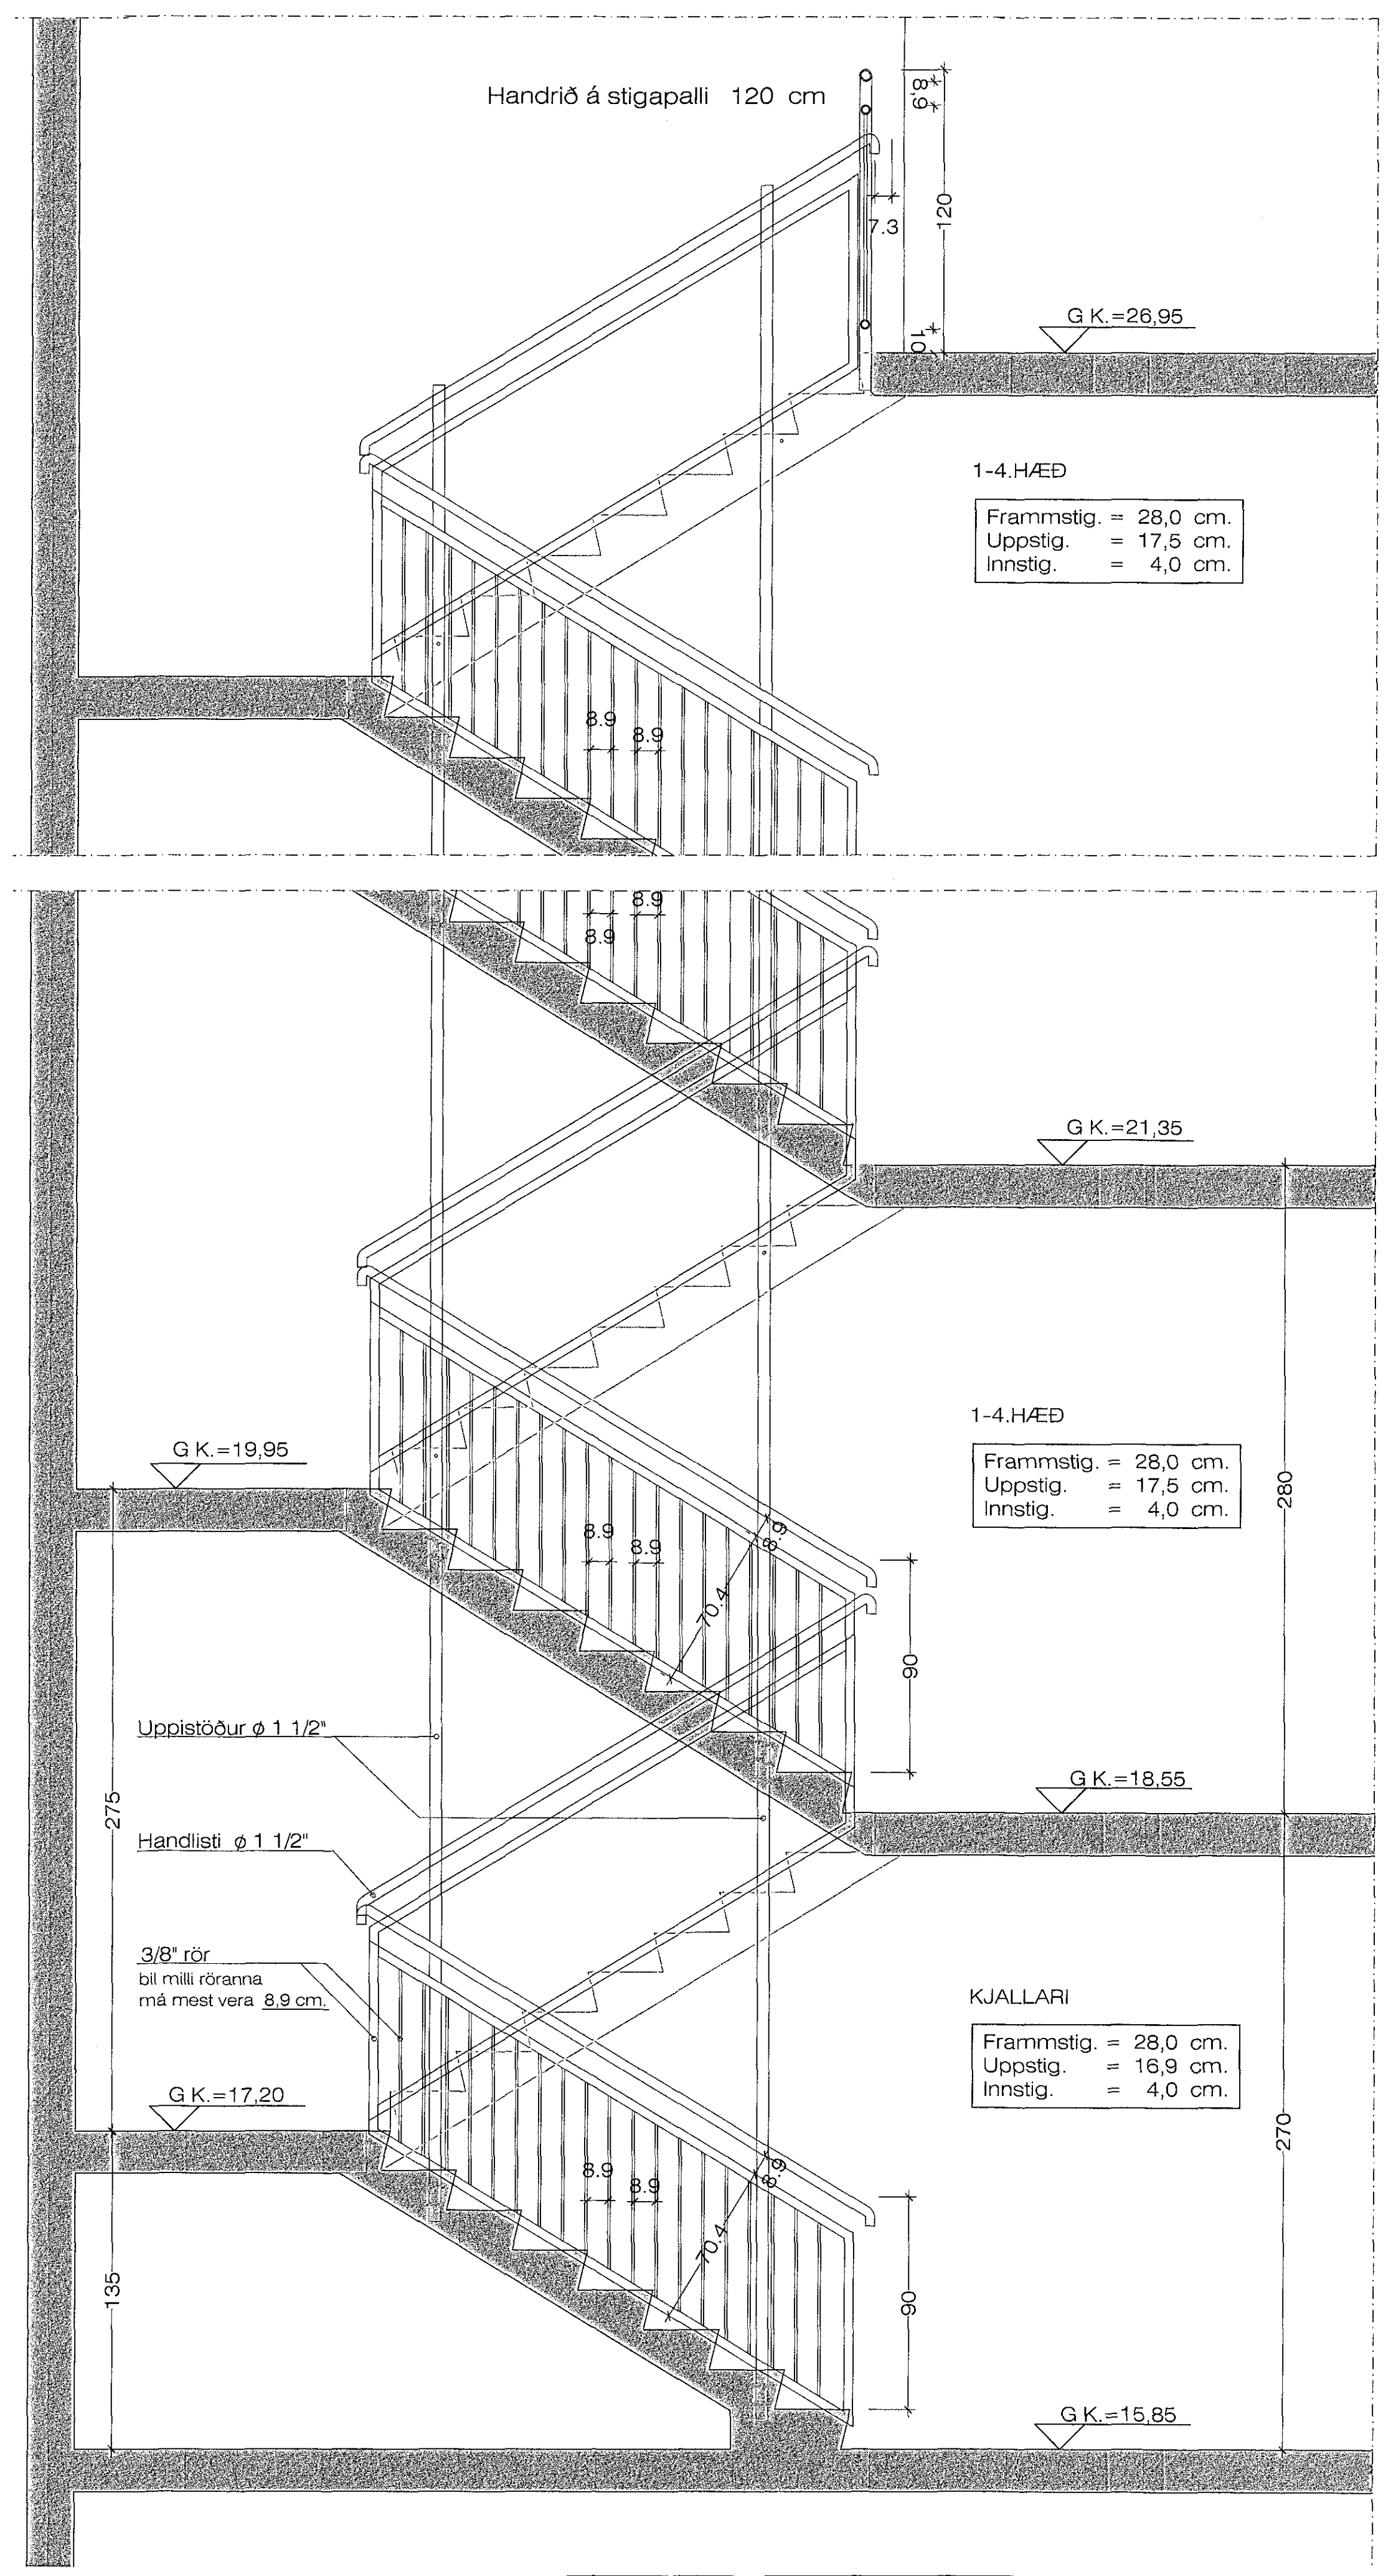 Handrið á stigapalli 120 cm
8,9
120
7.3
10
G K.=26,95
1-4.HÆÐ
Frammstig. = 28,0 cm.
Uppstig. = 17,5 cm.
Innstig. = 4,0 cm.
8.9
8.9
8.9
8.9
G K.=21,35
G K.=19,95
1-4.HÆÐ
Frammstig. = 28,0 cm.
Uppstig. = 17,5 cm.
Innstig. = 4,0 cm.
280
8.9
8.9
8.9
70.4
90
Uppistöður ø 1 1/2"
G K.=18,55
275
Handlisti ø 1 1/2"
3/8" rör
bil milli röranna
má mest vera 8,9 cm.
KJALLARI
Frammstig. = 28,0 cm.
Uppstig. = 16,9 cm.
Innstig. = 4,0 cm.
G K.=17,20
270
8.9
8.9
8.9
70.4
135
90
G K.=15,85